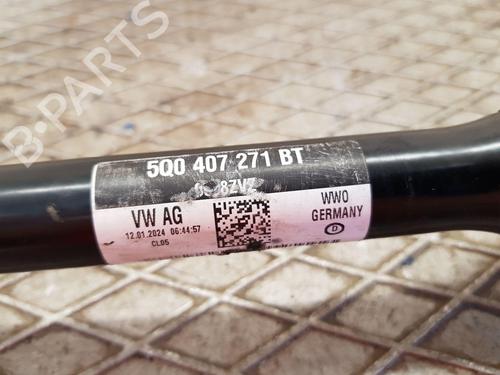 B-PARTS
5Q0 407 271 BT
VW AG
12.01.2024 06:44:57
CL05
WWO
GERMANY
D